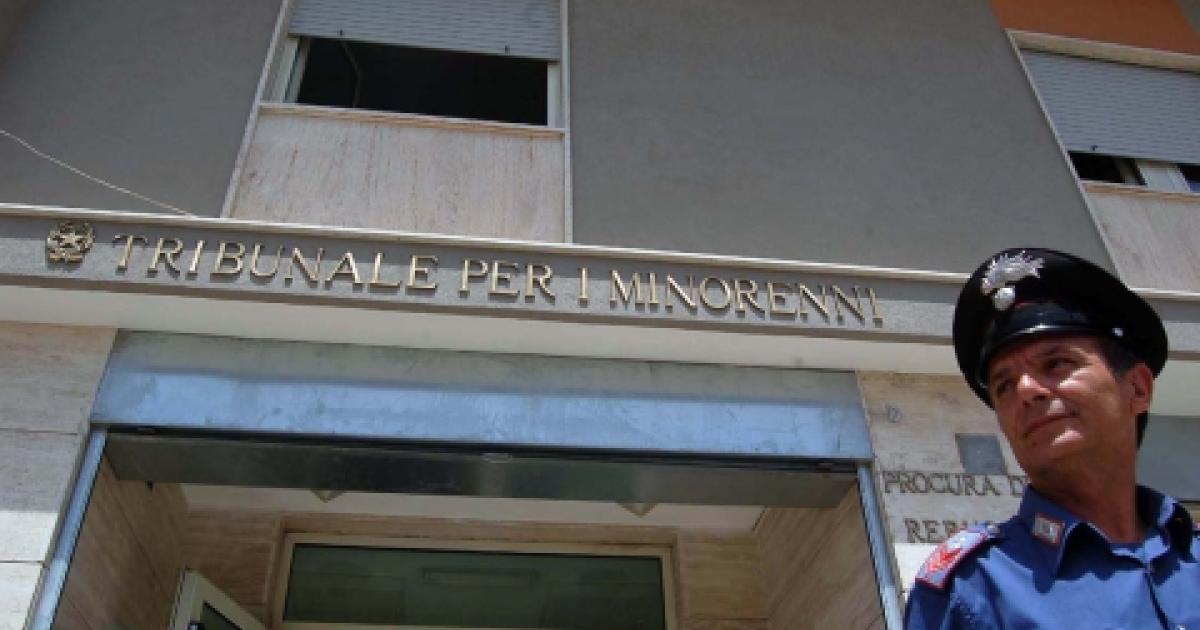 TRIBUNALE PER I MINORENNI
PROCURA